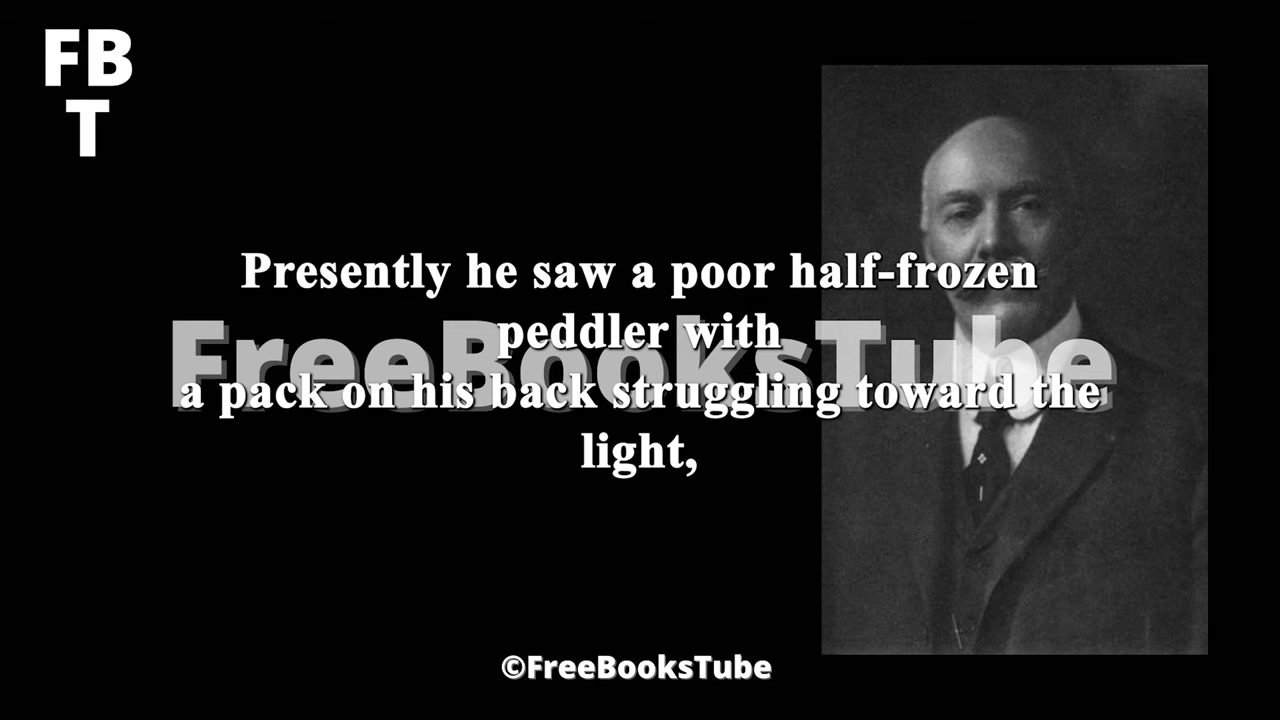 FB
T
Presently he saw a poor half-frozen
peddler with
FreeBooksTube
a pack on his back struggling toward the
light,
©FreeBooksTube